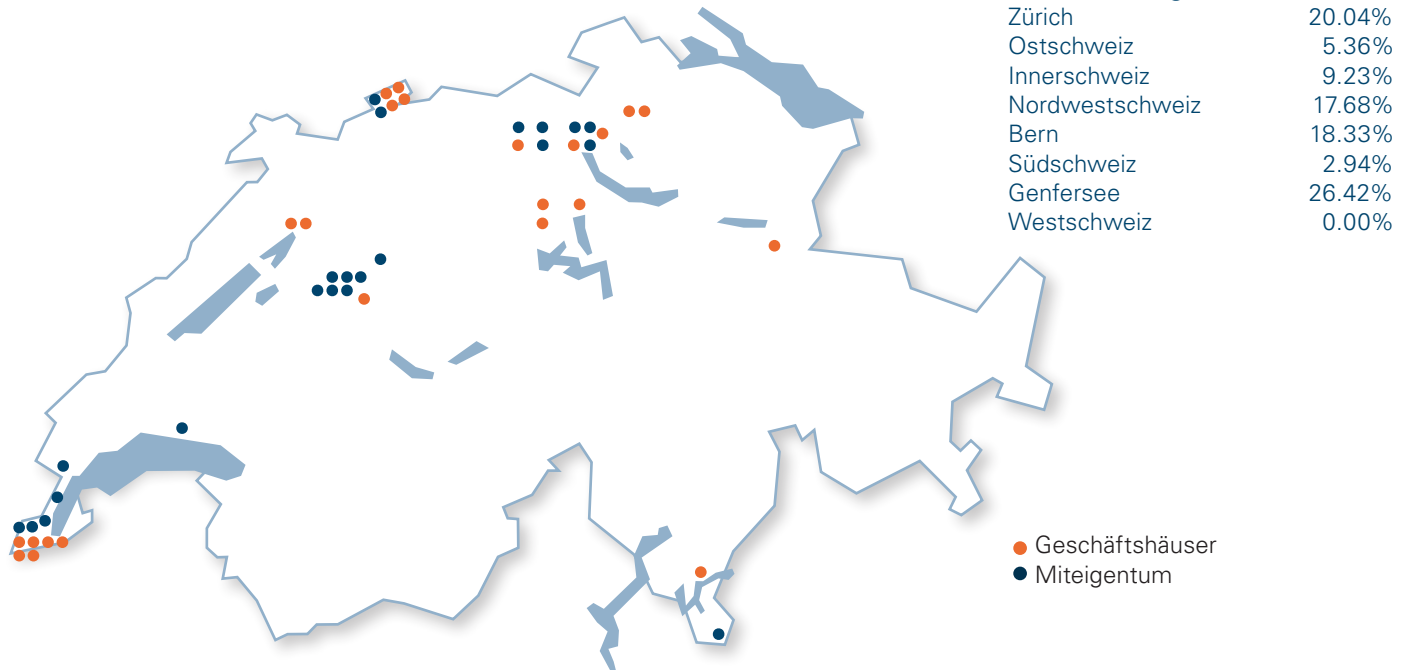 Zürich 20.04%
Ostschweiz 5.36%
Innerschweiz 9.23%
Nordwestschweiz 17.68%
Bern 18.33%
Südschweiz 2.94%
Genfersee 26.42%
Westschweiz 0.00%
Geschäftshäuser
Miteigentum